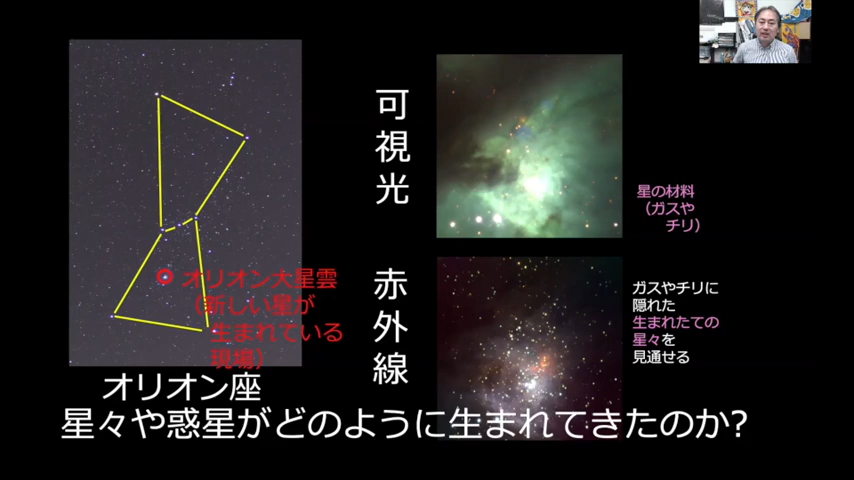 可視光
星の材料
（ガスや
チリ）
オリオン大星雲
（新しい星が
生まれている
現場）
赤外線
ガスやチリに
隠れた
生まれたての
星々を
見通せる
オリオン座
星々や惑星がどのように生まれてきたのか?